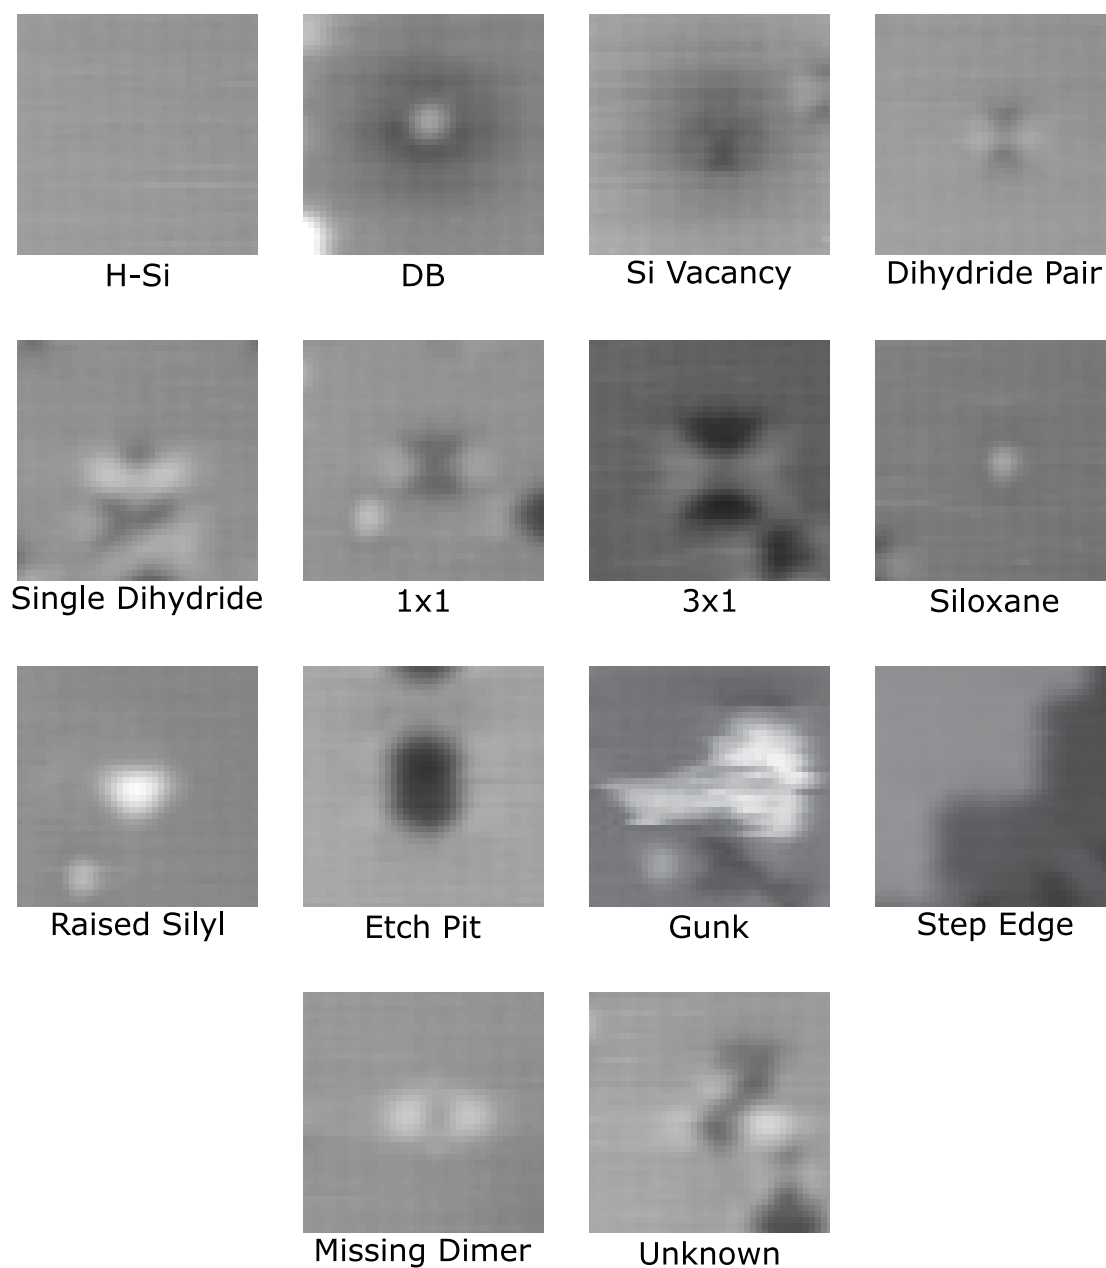 H-Si
DB
Si Vacancy
Dihydride Pair
Single Dihydride
1x1
3x1
Siloxane
Raised Silyl
Etch Pit
Gunk
Step Edge
Missing Dimer
Unknown